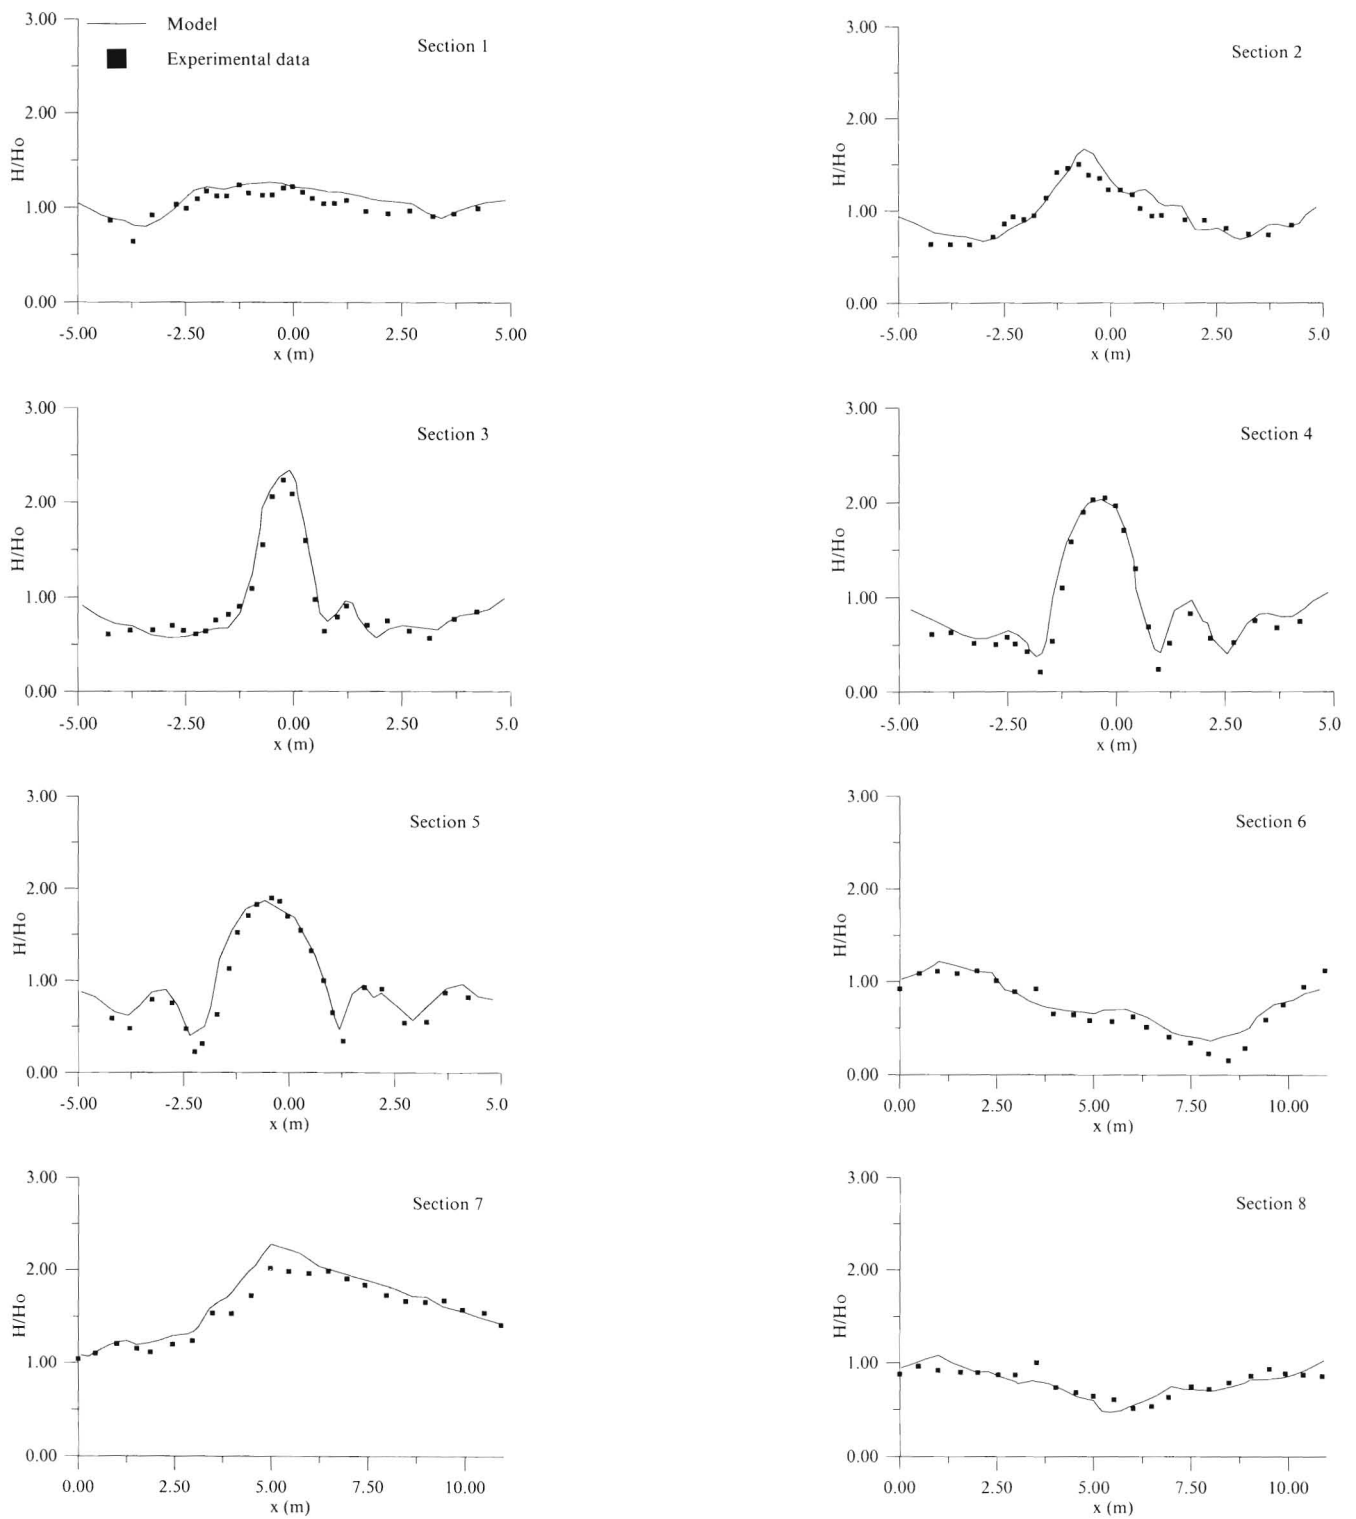 3.00
Model
Section 1
Experimental data
2.00
H/Ho
1.00
0.00
-5.00 -2.50 0.00 2.50 5.00
x (m)
3.00
Section 2
2.00
H/Ho
1.00
0.00
-5.00 -2.50 0.00 2.50 5.0
x (m)
3.00
Section 3
2.00
H/Ho
1.00
0.00
-5.00 -2.50 0.00 2.50 5.0
x (m)
3.00
Section 4
2.00
H/Ho
1.00
0.00
-5.00 -2.50 0.00 2.50 5.0
x (m)
3.00
Section 5
2.00
H/Ho
1.00
0.00
-5.00 -2.50 0.00 2.50 5.0
x (m)
3.00
Section 6
2.00
H/Ho
1.00
0.00
0.00 2.50 5.00 7.50 10.00
x (m)
3.00
Section 7
2.00
H/Ho
1.00
0.00
0.00 2.50 5.00 7.50 10.00
x (m)
3.00
Section 8
2.00
H/Ho
1.00
0.00
0.00 2.50 5.00 7.50 10.00
x (m)